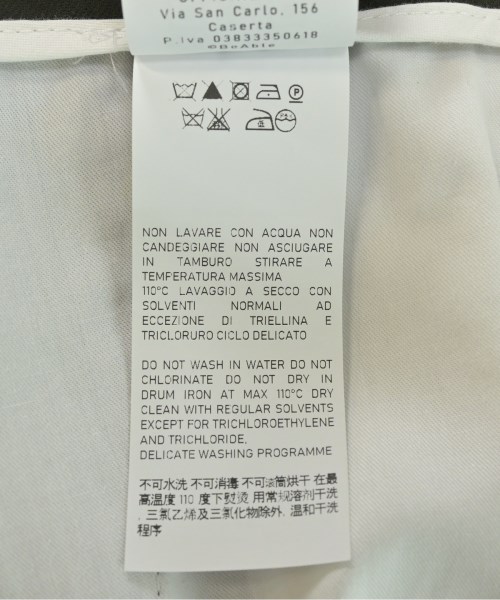 Via San Carlo, 156
Caserta
P.iva 03833350618
©DoAble
NON LAVARE CON ACQUA NON
CANDEGGIARE NON ASCIUGARE
IN TAMBURO STIRARE A
TEMPERATURA MASSIMA
110°C LAVAGGIO A SECCO CON
SOLVENTI NORMALI AD
ECCEZIONE DI TRIELLINA E
TRICLORURO CICLO DELICATO
DO NOT WASH IN WATER DO NOT
CHLORINATE DO NOT DRY IN
DRUM IRON AT MAX 110°C DRY
CLEAN WITH REGULAR SOLVENTS
EXCEPT FOR TRICHLOROETHYLENE
AND TRICHLORIDE.
DELICATE WASHING PROGRAMME
不可水洗 不可消毒 不可滚筒烘干 在最
高温度 110 度下熨烫 用常规溶剂干洗
, 三氯乙烯及三氯化物除外. 温和干洗
程序